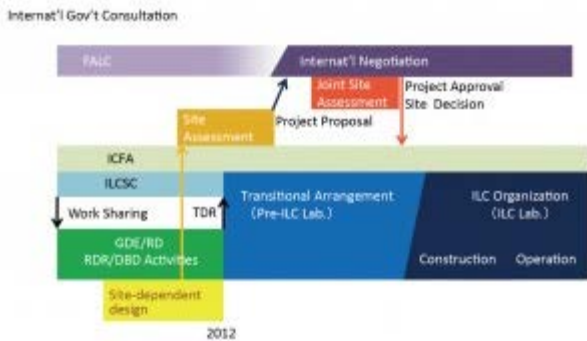 Internat'l Gov't Consultation
FALC
Internat'l Negotiation
Joint Site
Assessment
Project Approval
Site Decision
Site
Assessment
Project Proposal
ICFA
ILCSC
Work Sharing
TDR
Transitional Arrangement
(Pre-ILC Lab.)
ILC Organization
(ILC Lab.)
GDE/RD
RDR/DBD Activities
Construction
Operation
Site-dependent
design
2012